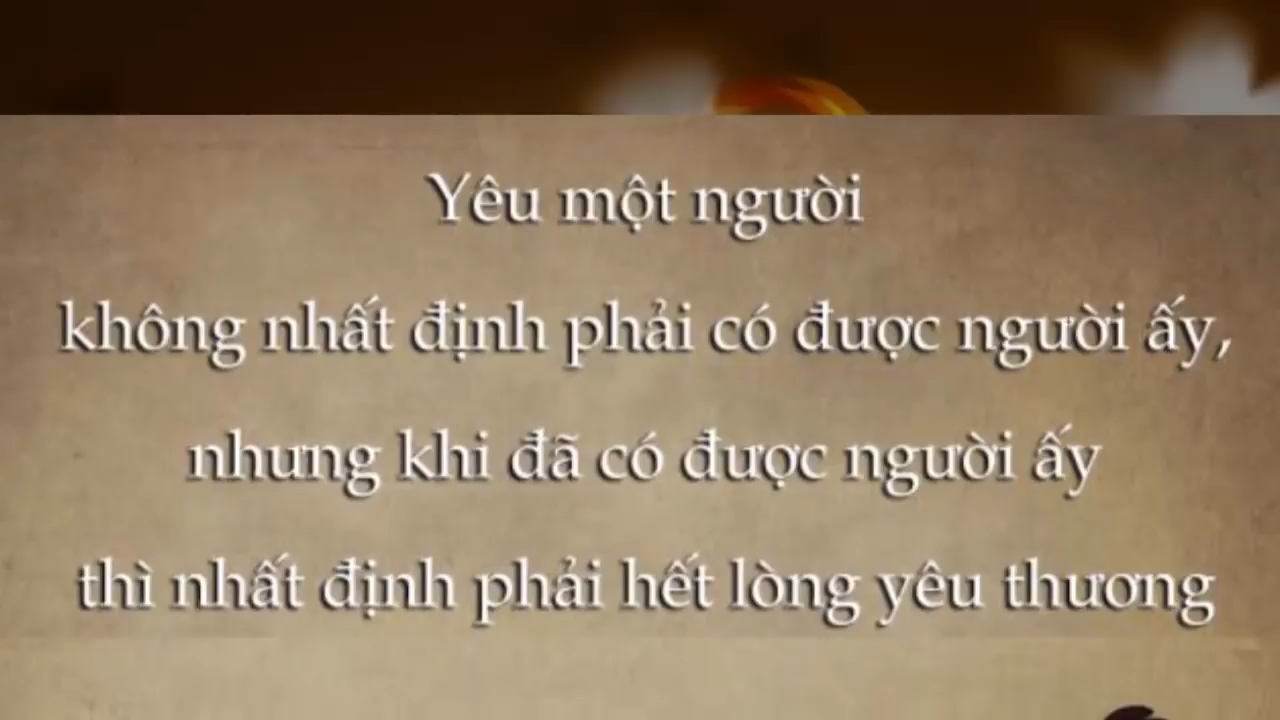 Yêu một người
không nhất định phải có được người ấy,
nhưng khi đã có được người ấy
thì nhất định phải hết lòng yêu thương